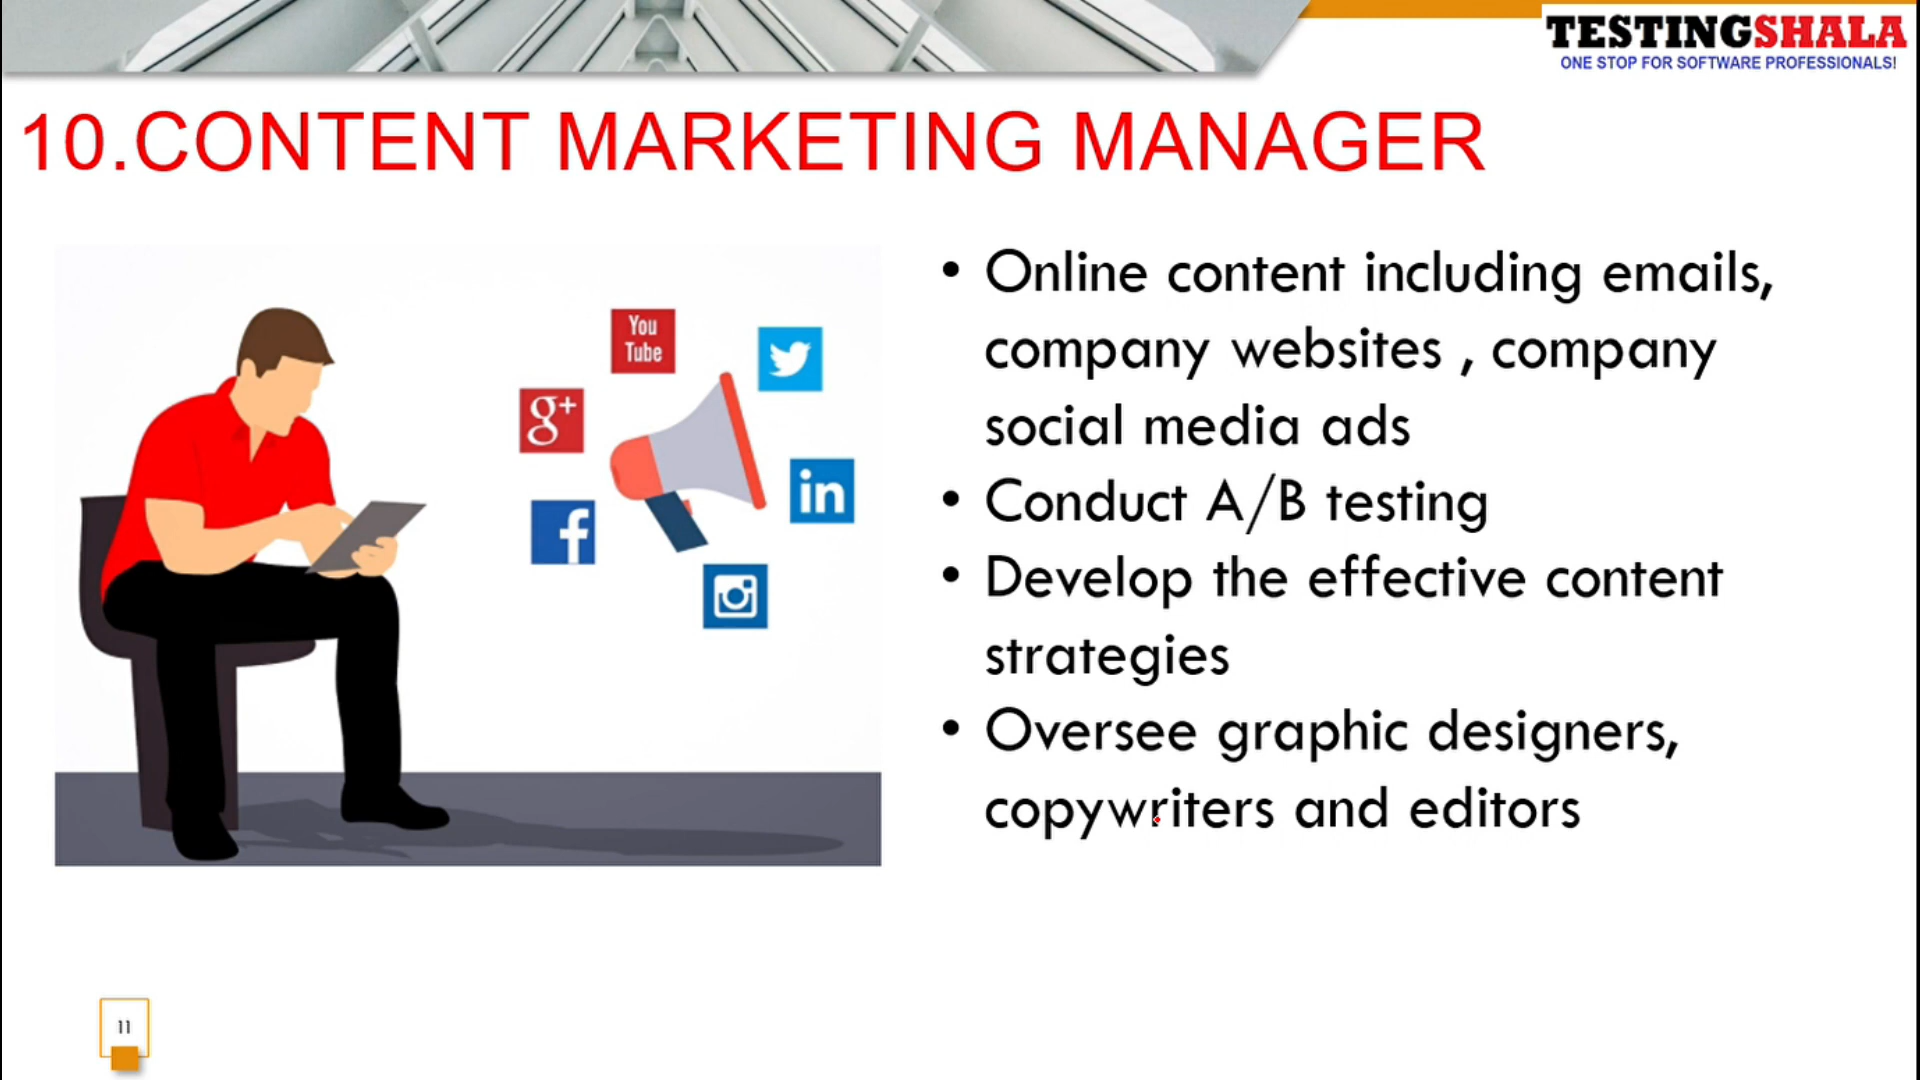 TESTINGSHALA
ONE STOP FOR SOFTWARE PROFESSIONALS!
10.CONTENT MARKETING MANAGER
You
Tube
g+
f
in
• Online content including emails,
company websites , company
social media ads
• Conduct A/B testing
• Develop the effective content
strategies
• Oversee graphic designers,
copywriters and editors
11